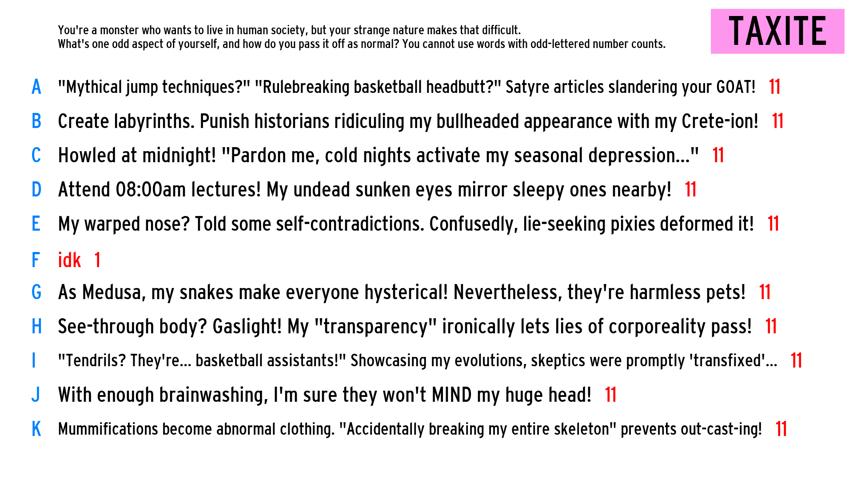 You're a monster who wants to live in human society, but your strange nature makes that difficult.
What's one odd aspect of yourself, and how do you pass it off as normal? You cannot use words with odd-lettered number counts.
TAXITE
A "Mythical jump techniques?" "Rulebreaking basketball headbutt?" Satyre articles slandering your GOAT! 11
B Create labyrinths. Punish historians ridiculing my bullheaded appearance with my Crete-ion! 11
C Howled at midnight! "Pardon me, cold nights activate my seasonal depression..." 11
D Attend 08:00am lectures! My undead sunken eyes mirror sleepy ones nearby! 11
E My warped nose? Told some self-contradictions. Confusedly, lie-seeking pixies deformed it! 11
F idk 1
G As Medusa, my snakes make everyone hysterical! Nevertheless, they're harmless pets! 11
H See-through body? Gaslight! My "transparency" ironically lets lies of corporeality pass! 11
I "Tendrils? They're... basketball assistants!" Showcasing my evolutions, skeptics were promptly 'transfixed'... 11
J With enough brainwashing, I'm sure they won't MIND my huge head! 11
K Mummifications become abnormal clothing. "Accidentally breaking my entire skeleton" prevents out-cast-ing! 11